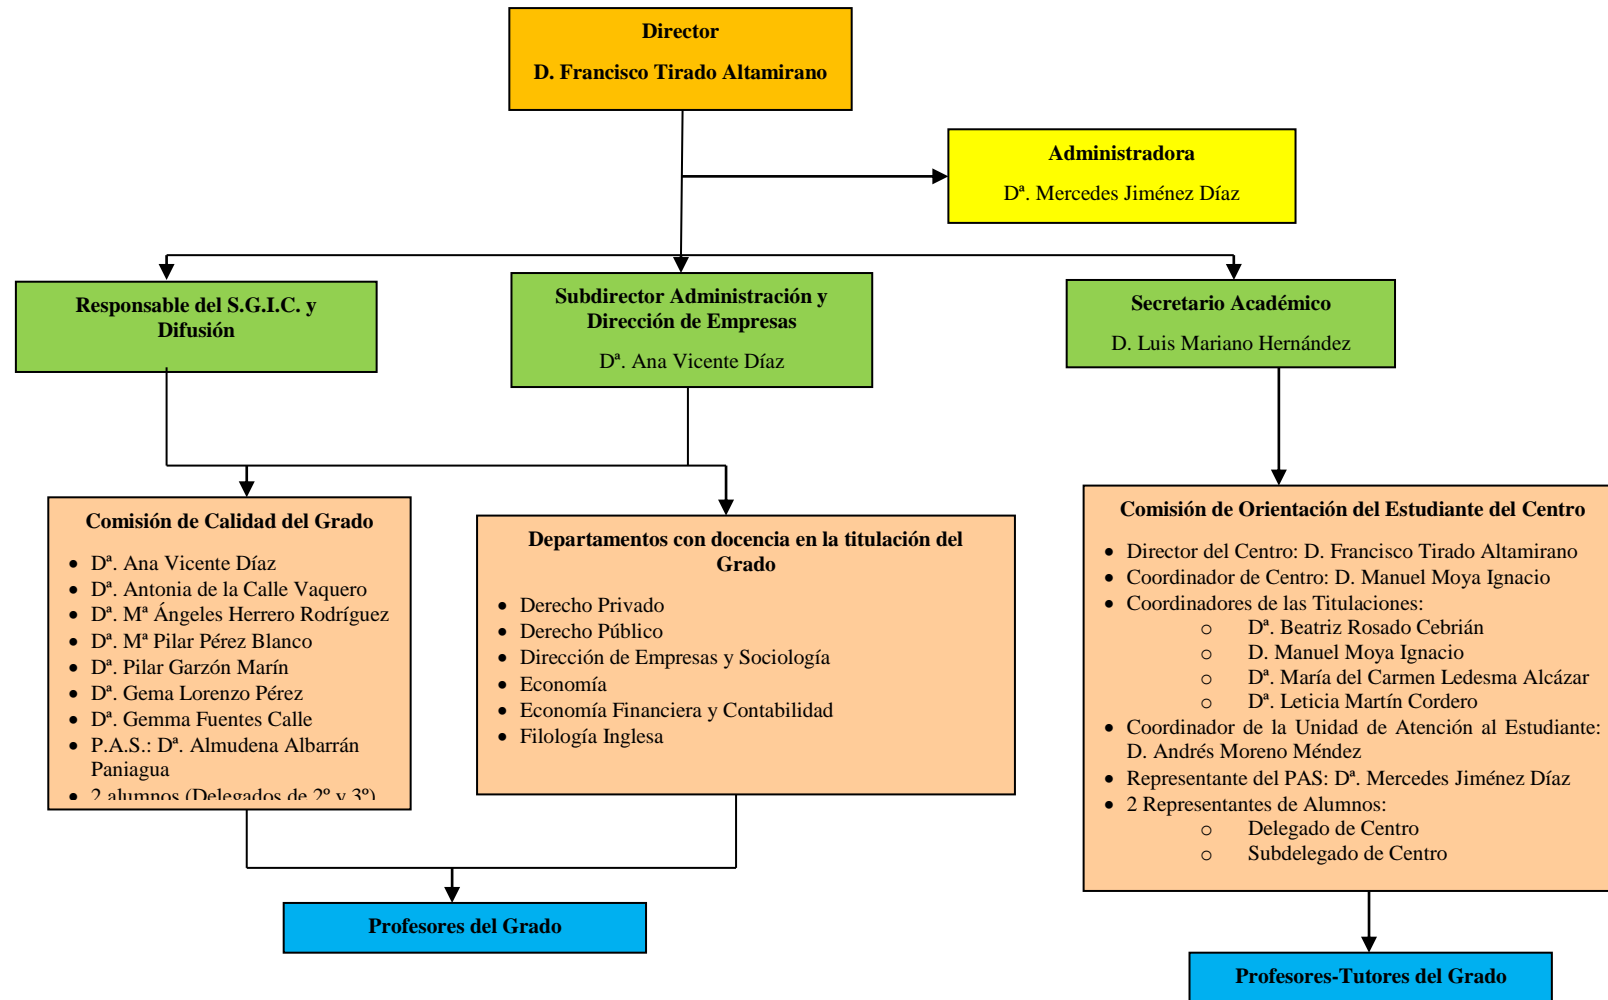 Director
D. Francisco Tirado Altamirano
Administradora
Dª. Mercedes Jiménez Díaz
Responsable del S.G.I.C. y
Difusión
Subdirector Administración y
Dirección de Empresas
Dª. Ana Vicente Díaz
Secretario Académico
D. Luis Mariano Hernández
Comisión de Calidad del Grado
• Dª. Ana Vicente Díaz
• Dª. Antonia de la Calle Vaquero
• Dª. Mª Ángeles Herrero Rodríguez
• Dª. Mª Pilar Pérez Blanco
• Dª. Pilar Garzón Marín
• Dª. Gema Lorenzo Pérez
• Dª. Gemma Fuentes Calle
• P.A.S.: Dª. Almudena Albarrán
Paniagua
• 2 alumnos (Delegados de 2º y 3º)
Departamentos con docencia en la titulación del
Grado
• Derecho Privado
• Derecho Público
• Dirección de Empresas y Sociología
• Economía
• Economía Financiera y Contabilidad
• Filología Inglesa
Comisión de Orientación del Estudiante del Centro
• Director del Centro: D. Francisco Tirado Altamirano
• Coordinador de Centro: D. Manuel Moya Ignacio
• Coordinadores de las Titulaciones:
o Dª. Beatriz Rosado Cebrián
o D. Manuel Moya Ignacio
o Dª. María del Carmen Ledesma Alcázar
o Dª. Leticia Martín Cordero
• Coordinador de la Unidad de Atención al Estudiante:
D. Andrés Moreno Méndez
• Representante del PAS: Dª. Mercedes Jiménez Díaz
• 2 Representantes de Alumnos:
o Delegado de Centro
o Subdelegado de Centro
Profesores del Grado
Profesores-Tutores del Grado